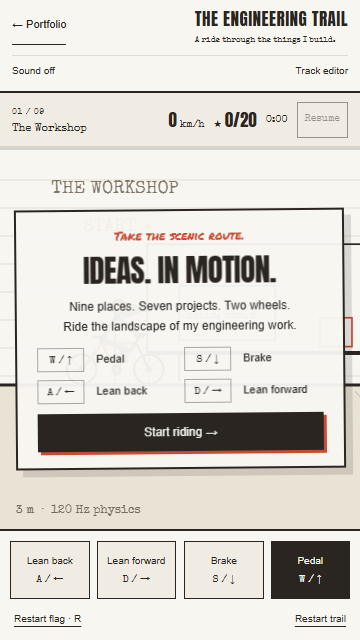 ← Portfolio
THE ENGINEERING TRAIL
A ride through the things I build.
Sound off
Track editor
01 / 09
The Workshop
0 km/h ★ 0/20 0:00 Resume
THE WORKSHOP
START
Take the scenic route.
IDEAS. IN MOTION.
Nine places. Seven projects. Two wheels.
Ride the landscape of my engineering work.
W / ↑ Pedal
S / ↓ Brake
A / ← Lean back
D / → Lean forward
Start riding →
3 m · 120 Hz physics
Lean back
A / ←
Lean forward
D / →
Brake
S / ↓
Pedal
W / ↑
Restart flag · R
Restart trail